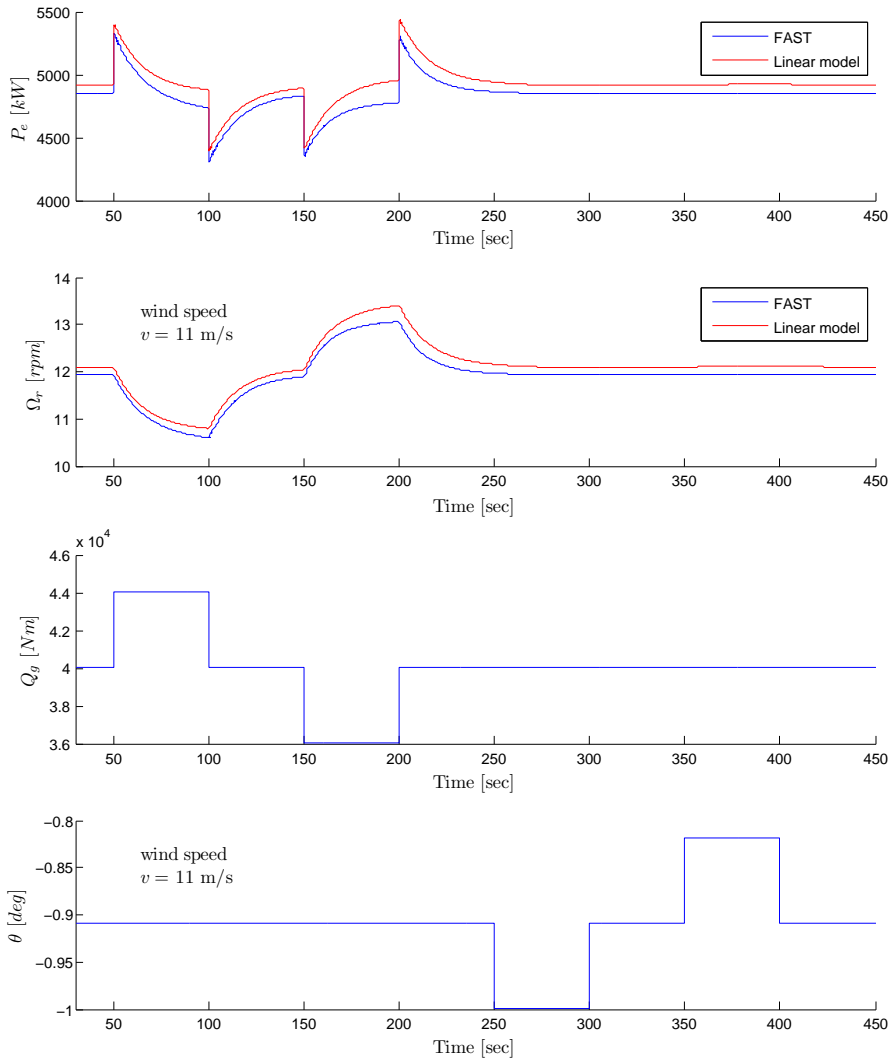 5500
5000
4500
4000
P_e [kW]
FAST
Linear model
50 100 150 200 250 300 350 400 450
Time [sec]
14
13
12
11
10
Ω_r [rpm]
wind speed
v = 11 m/s
FAST
Linear model
50 100 150 200 250 300 350 400 450
Time [sec]
x 10^4
4.6
4.4
4.2
4
3.8
3.6
Q_g [Nm]
50 100 150 200 250 300 350 400 450
Time [sec]
−0.8
−0.85
−0.9
−0.95
−1
θ [deg]
wind speed
v = 11 m/s
50 100 150 200 250 300 350 400 450
Time [sec]